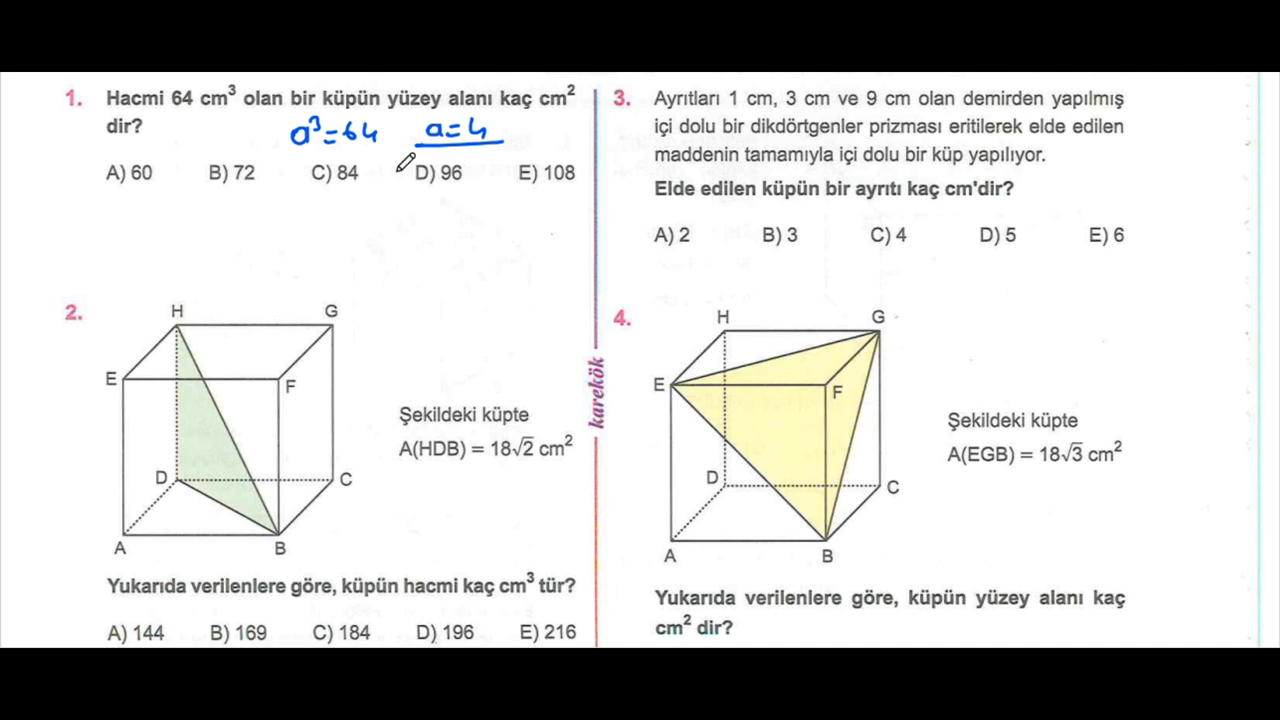 1. Hacmi 64 cm³ olan bir küpün yüzey alanı kaç cm²
dir?
a³=64 a=4
A) 60 B) 72 C) 84 D) 96 E) 108
2.
H G
E F
D C
A B
Şekildeki küpte
A(HDB) = 18√2 cm²
Yukarıda verilenlere göre, küpün hacmi kaç cm³ tür?
A) 144 B) 169 C) 184 D) 196 E) 216
karekök
3. Ayrıtları 1 cm, 3 cm ve 9 cm olan demirden yapılmış
içi dolu bir dikdörtgenler prizması eritilerek elde edilen
maddenin tamamıyla içi dolu bir küp yapılıyor.
Elde edilen küpün bir ayrıtı kaç cm'dir?
A) 2 B) 3 C) 4 D) 5 E) 6
4.
H G
E F
D C
A B
Şekildeki küpte
A(EGB) = 18√3 cm²
Yukarıda verilenlere göre, küpün yüzey alanı kaç
cm² dir?